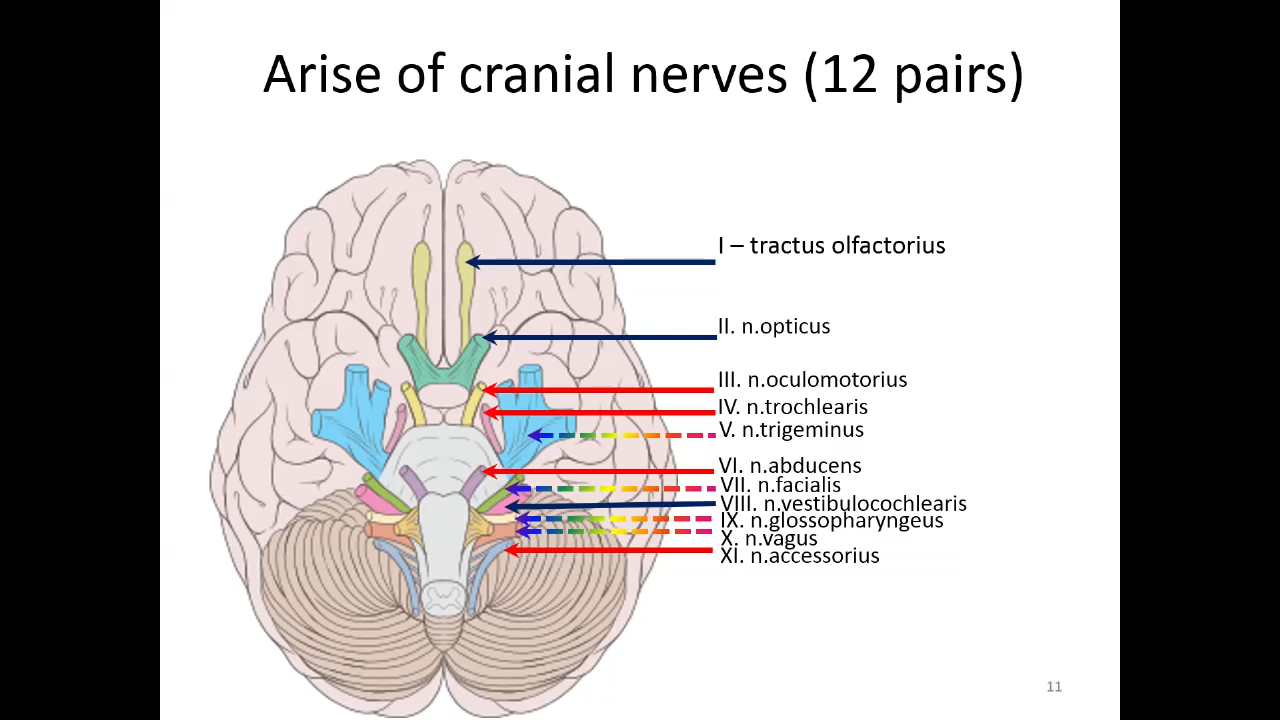 Arise of cranial nerves (12 pairs)
I – tractus olfactorius
II. n.opticus
III. n.oculomotorius
IV. n.trochlearis
V. n.trigeminus
VI. n.abducens
VII. n.facialis
VIII. n.vestibulocochlearis
IX. n.glossopharyngeus
X. n.vagus
XI. n.accessorius
11